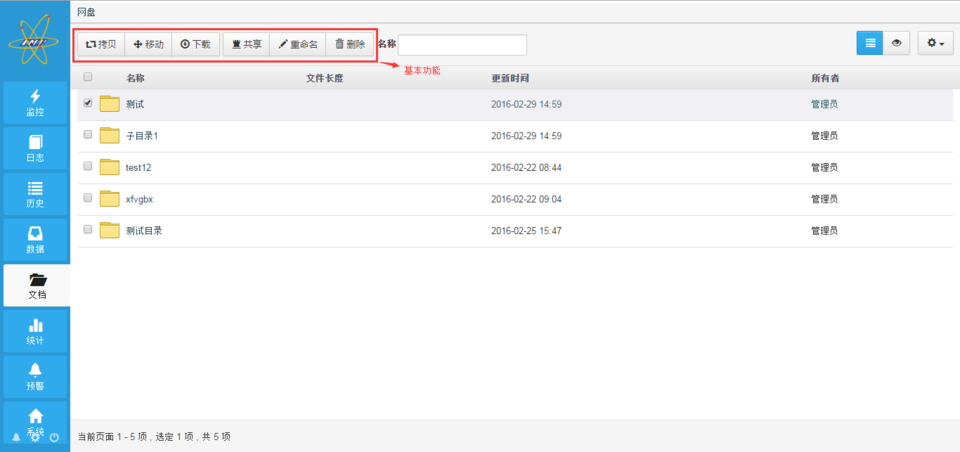 网盘
拷贝 移动 下载 共享 重命名 删除 名称
基本功能
名称 文件长度 更新时间 所有者
测试 2016-02-29 14:59 管理员
子目录1 2016-02-29 14:59 管理员
test12 2016-02-22 08:44 管理员
xfvgbx 2016-02-22 09:04 管理员
测试目录 2016-02-25 15:47 管理员
监控
日志
历史
数据
文档
统计
预警
系统
当前页面 1 - 5 项 , 选定 1 项 , 共 5 项